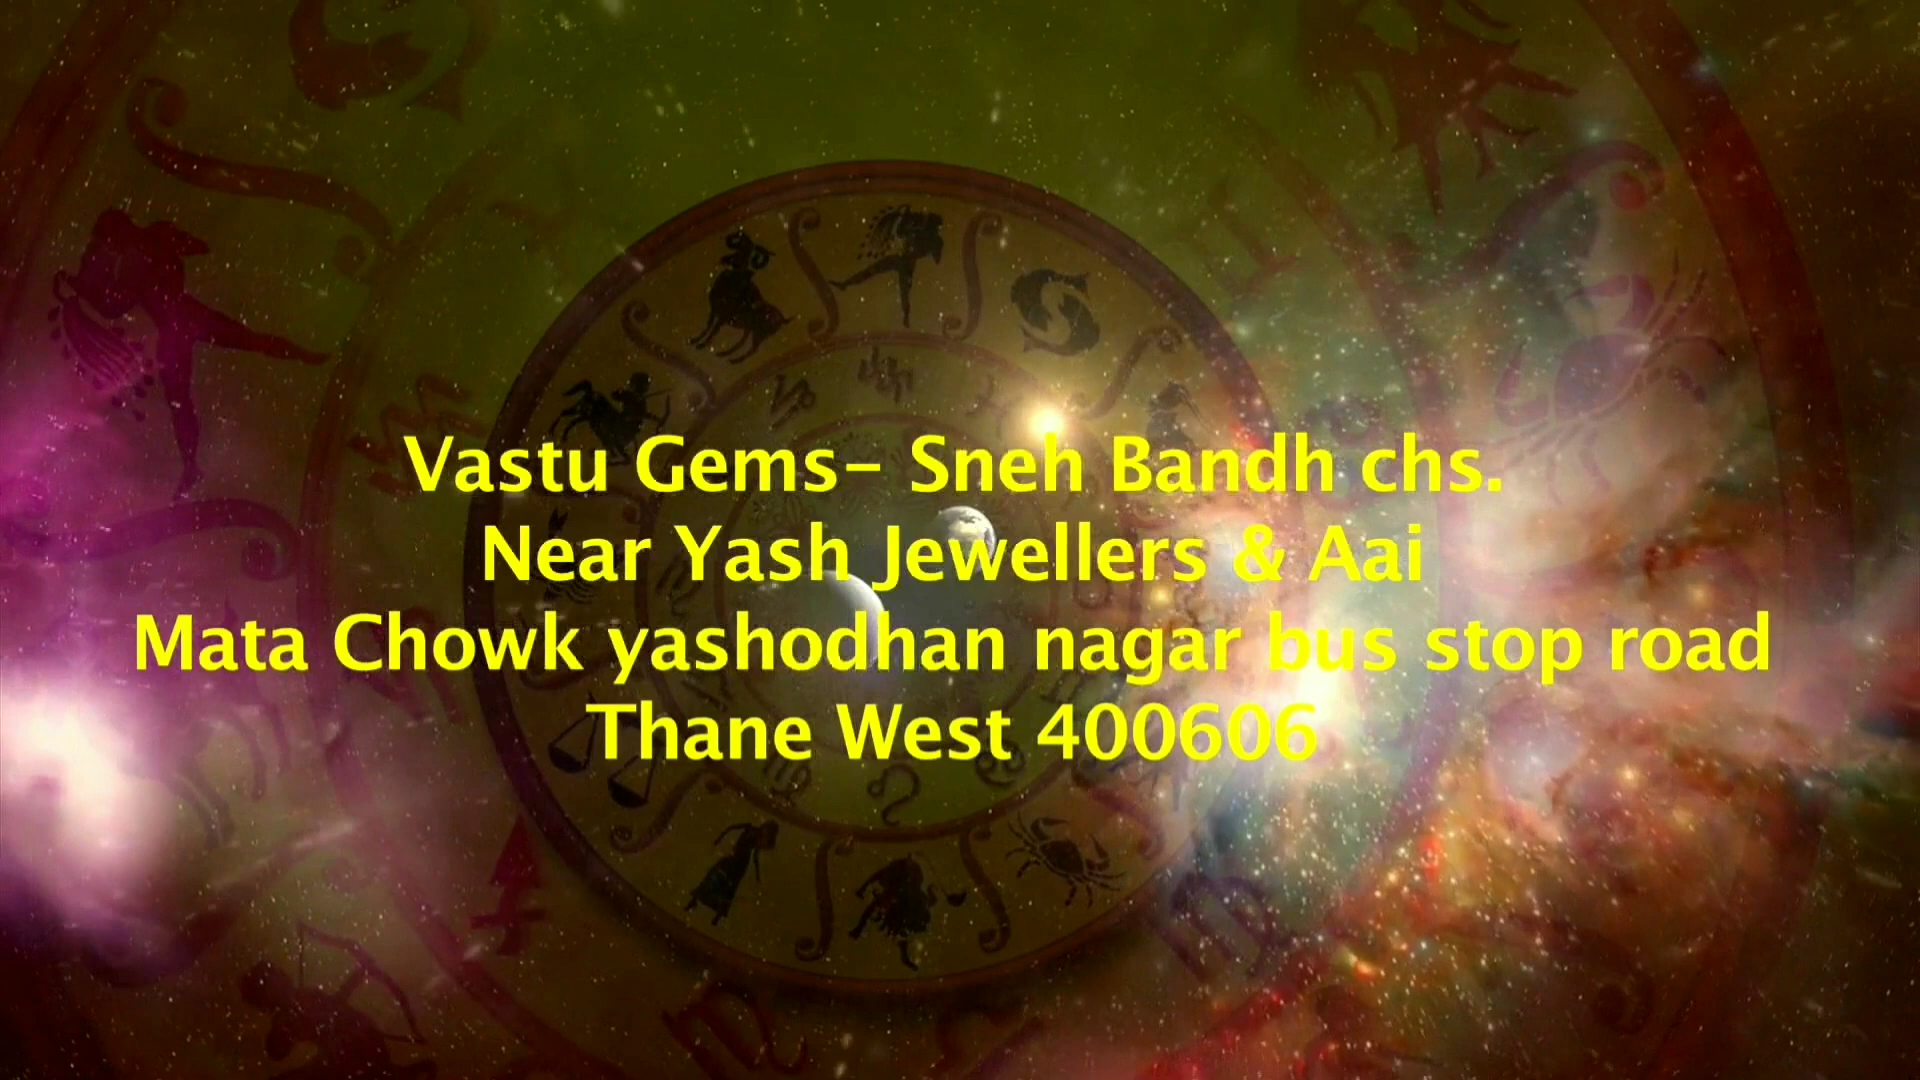 Vastu Gems- Sneh Bandh chs.
Near Yash Jewellers & Aai
Mata Chowk yashodhan nagar bus stop road
Thane West 400606